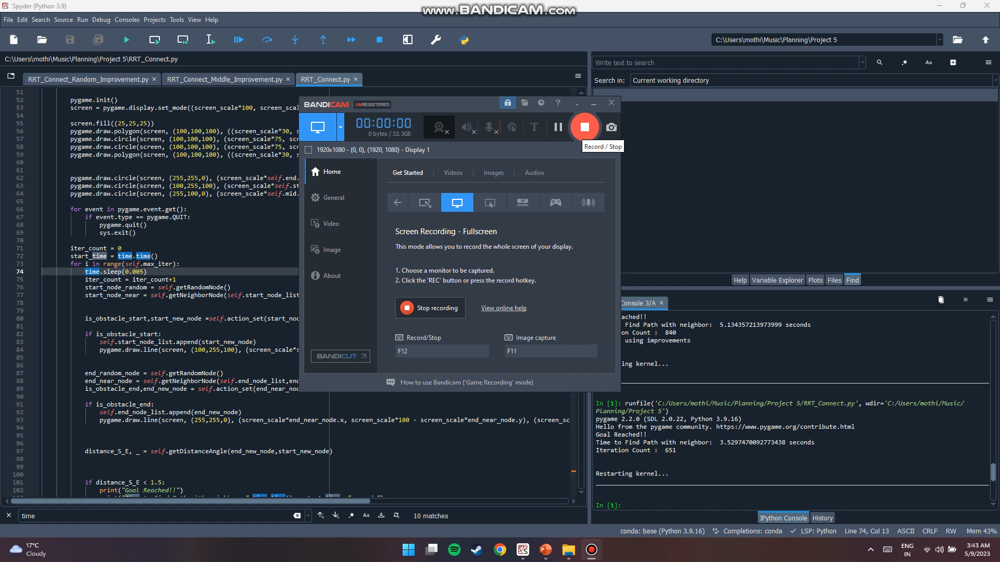 Spyder (Python 3.9)
www.BANDICAM.com
File Edit Search Source Run Debug Consoles Projects Tools View Help
C:\Users\mothi\Music\Planning\Project 5
C:\Users\mothi\Music\Planning\Project 5\RRT_Connect.py
RRT_Connect_Random_Improvement.py
RRT_Connect_Middle_Improvement.py
RRT_Connect.py
51
52 pygame.init()
53 screen = pygame.display.set_mode((screen_scale*100, screen_scal
54
55 screen.fill((25,25,25))
56 pygame.draw.polygon(screen, (100,100,100), ((screen_scale*30, s
57 pygame.draw.circle(screen, (100,100,100), (screen_scale*75, scr
58 pygame.draw.circle(screen, (100,100,100), (screen_scale*75, scr
59 pygame.draw.polygon(screen, (100,100,100), ((screen_scale*30, s
60
61
62 pygame.draw.circle(screen, (255,255,0), (screen_scale*self.end.
63 pygame.draw.circle(screen, (100,255,100), (screen_scale*self.st
64 pygame.draw.circle(screen, (255,100,0), (screen_scale*self.mid.
65
66 for event in pygame.event.get():
67 if event.type == pygame.QUIT:
68 pygame.quit()
69 sys.exit()
70
71 iter_count = 0
72 start_time = time.time()
73 for i in range(self.max_iter):
74 time.sleep(0.005)
75 iter_count = iter_count+1
76 start_node_random = self.getRandomNode()
77 start_node_near = self.getNeighborNode(self.start_node_list
78
79
80 is_obstacle_start,start_new_node =self.action_set(start_nod
81
82 if is_obstacle_start:
83 self.start_node_list.append(start_new_node)
84 pygame.draw.line(screen, (100,255,100), (screen_scale*s
85
86
87 end_random_node = self.getRandomNode()
88 end_near_node = self.getNeighborNode(self.end_node_list,end
89 is_obstacle_end,end_new_node = self.action_set(end_near_nod
90
91 if is_obstacle_end:
92 self.end_node_list.append(end_new_node)
93 pygame.draw.line(screen, (255,255,0), (screen_scale*end_near_node.x, screen_scale*100 - screen_scale*end_near_node.y), (screen_sc
94
95
96
97 distance_S_E, _ = self.getDistanceAngle(end_new_node,start_new_node)
98
99
100
101 if distance_S_E < 1.5:
102 print("Goal Reached!!")
time
Aa
10 matches
BANDICAM UNREGISTERED
00:00:00
0 bytes / 33.3GB
T
Record / Stop
1920x1080 - (0, 0), (1920, 1080) - Display 1
Home
General
Video
Image
About
BANDICUT
Get Started | Videos | Images | Audios
HDMI
Screen Recording - Fullscreen
This mode allows you to record the whole screen of your display.
1. Choose a monitor to be captured.
2. Click the 'REC' button or press the record hotkey.
Stop recording
View online help
Record/Stop
Image capture
F12
F11
How to use Bandicam ('Game Recording' mode)
Write text to search
Aa
Search in: Current working directory
Help Variable Explorer Plots Files Find
Console 3/A
ached!!
Find Path with neighbor: 5.134357213973999 seconds
on Count : 840
using improvements
ing kernel...
In [1]: runfile('C:/Users/mothi/Music/Planning/Project 5/RRT_Connect.py', wdir='C:/Users/mothi/Music/
Planning/Project 5')
pygame 2.2.0 (SDL 2.0.22, Python 3.9.16)
Hello from the pygame community. https://www.pygame.org/contribute.html
Goal Reached!!
Time to Find Path with neighbor: 3.5297470092773438 seconds
Iteration Count : 651
Restarting kernel...
In [1]:
IPython Console History
conda: base (Python 3.9.16) Completions: conda LSP: Python Line 74, Col 13 ASCII CRLF RW Mem 43%
17°C
Cloudy
ENG
IN
3:43 AM
5/9/2023